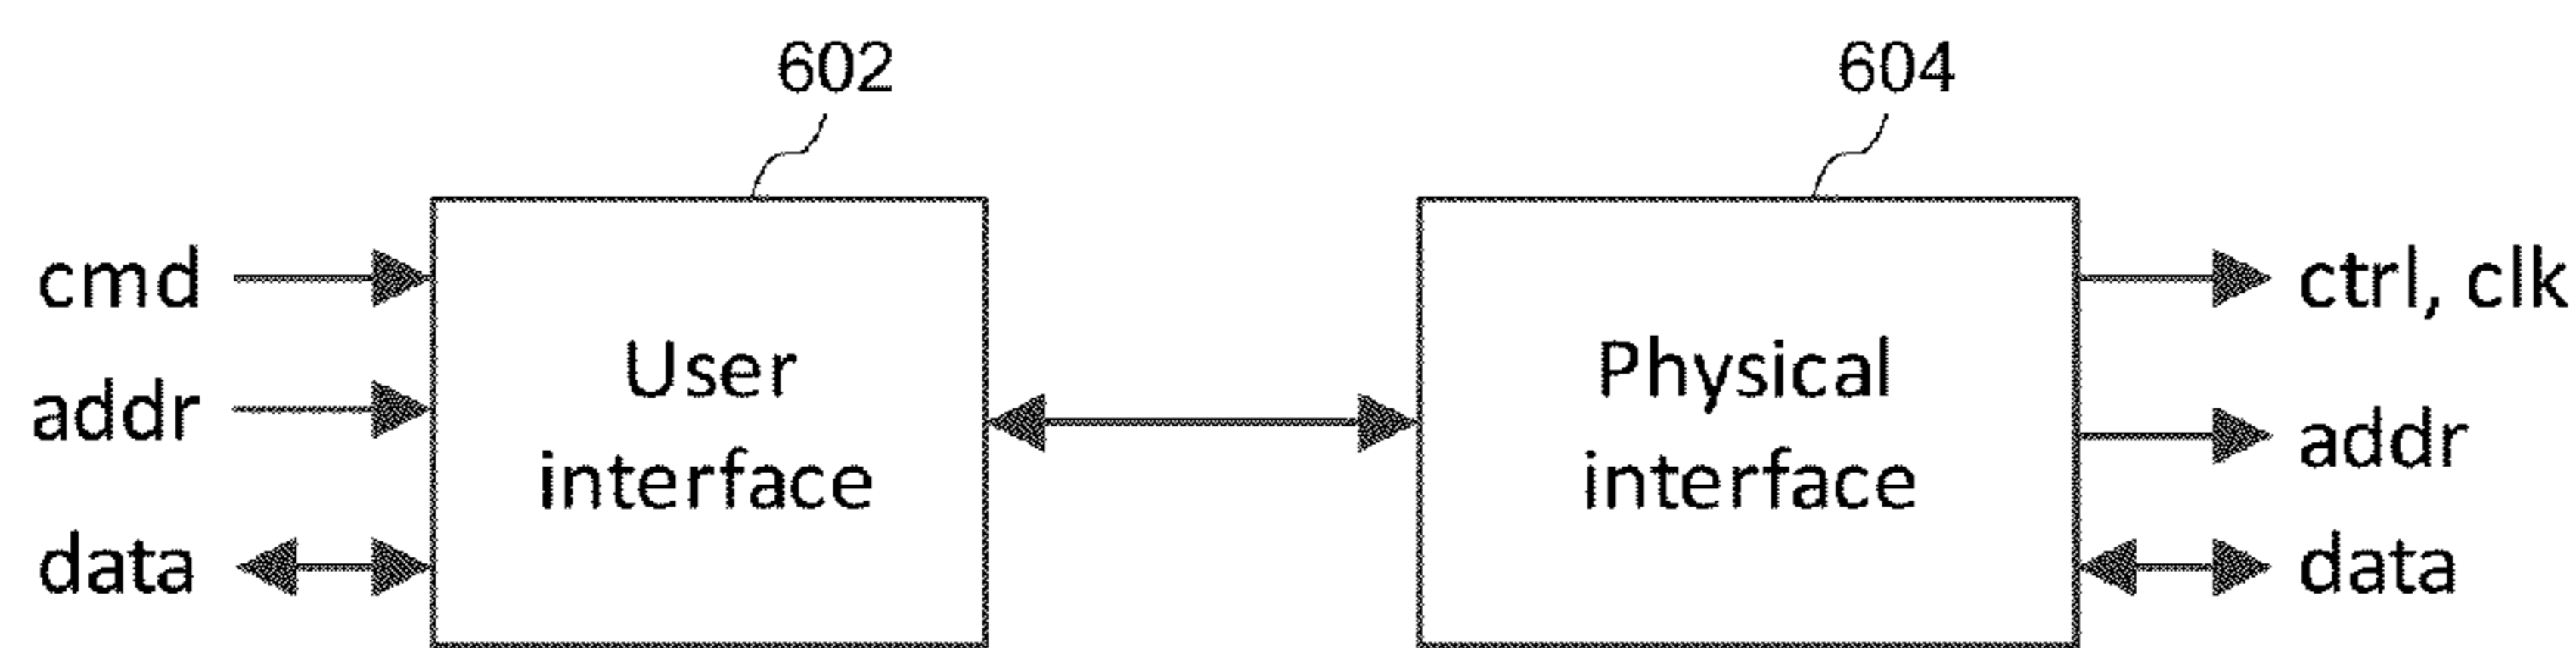 602
604
cmd
addr
data
User
interface
Physical
interface
ctrl, clk
addr
data